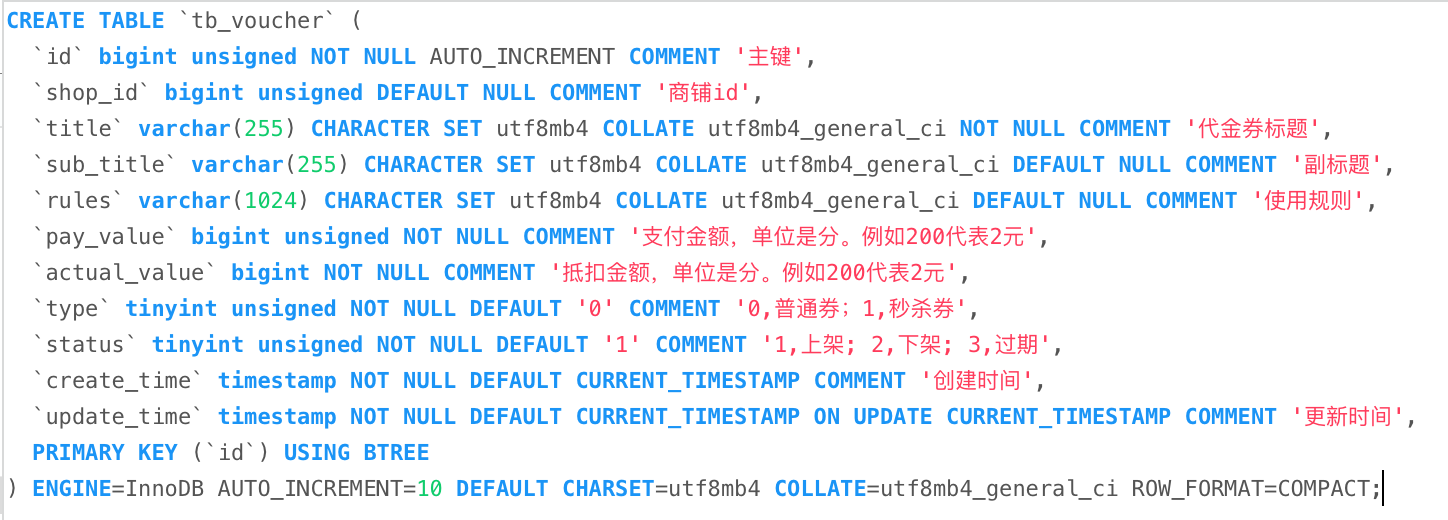 CREATE TABLE `tb_voucher` (
  `id` bigint unsigned NOT NULL AUTO_INCREMENT COMMENT '主键',
  `shop_id` bigint unsigned DEFAULT NULL COMMENT '商铺id',
  `title` varchar(255) CHARACTER SET utf8mb4 COLLATE utf8mb4_general_ci NOT NULL COMMENT '代金券标题',
  `sub_title` varchar(255) CHARACTER SET utf8mb4 COLLATE utf8mb4_general_ci DEFAULT NULL COMMENT '副标题',
  `rules` varchar(1024) CHARACTER SET utf8mb4 COLLATE utf8mb4_general_ci DEFAULT NULL COMMENT '使用规则',
  `pay_value` bigint unsigned NOT NULL COMMENT '支付金额，单位是分。例如200代表2元',
  `actual_value` bigint NOT NULL COMMENT '抵扣金额，单位是分。例如200代表2元',
  `type` tinyint unsigned NOT NULL DEFAULT '0' COMMENT '0,普通券；1,秒杀券',
  `status` tinyint unsigned NOT NULL DEFAULT '1' COMMENT '1,上架; 2,下架; 3,过期',
  `create_time` timestamp NOT NULL DEFAULT CURRENT_TIMESTAMP COMMENT '创建时间',
  `update_time` timestamp NOT NULL DEFAULT CURRENT_TIMESTAMP ON UPDATE CURRENT_TIMESTAMP COMMENT '更新时间',
  PRIMARY KEY (`id`) USING BTREE
) ENGINE=InnoDB AUTO_INCREMENT=10 DEFAULT CHARSET=utf8mb4 COLLATE=utf8mb4_general_ci ROW_FORMAT=COMPACT;